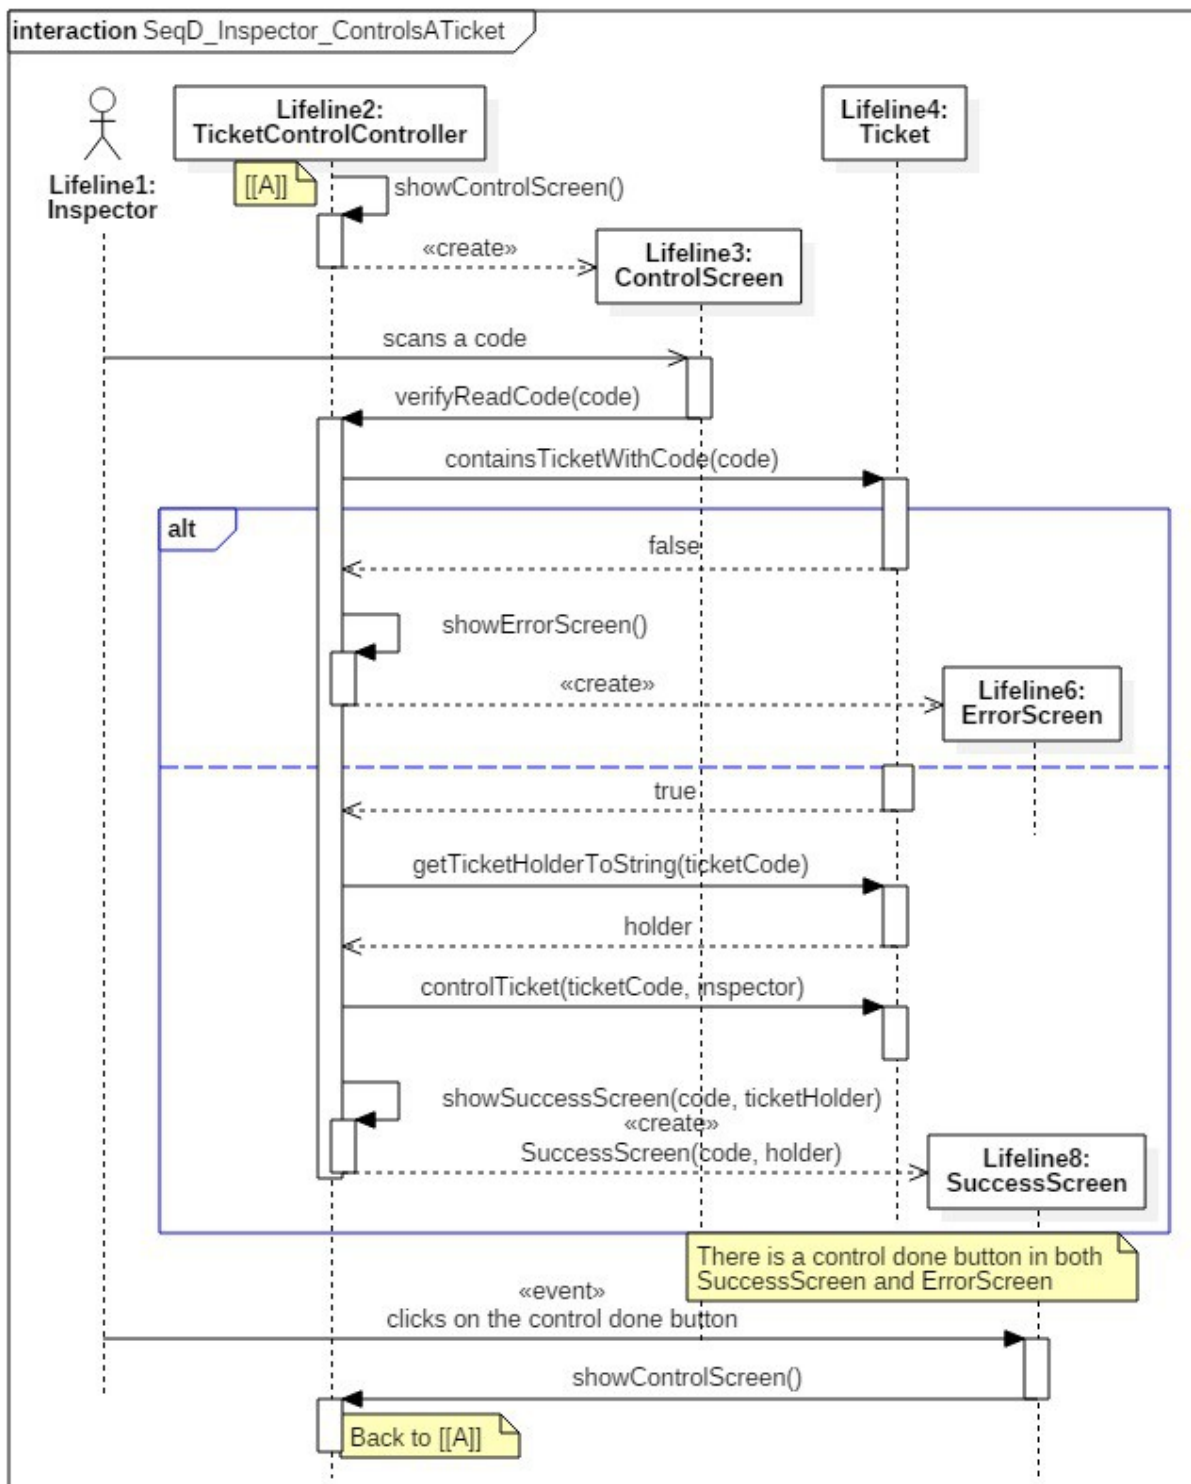 interaction SeqD_Inspector_ControlsATicket
Lifeline1:
Inspector
Lifeline2:
TicketControlController
Lifeline4:
Ticket
[[A]]
showControlScreen()
«create»
Lifeline3:
ControlScreen
scans a code
verifyReadCode(code)
containsTicketWithCode(code)
alt
false
showErrorScreen()
«create»
Lifeline6:
ErrorScreen
true
getTicketHolderToString(ticketCode)
holder
controlTicket(ticketCode, inspector)
showSuccessScreen(code, ticketHolder)
«create»
SuccessScreen(code, holder)
Lifeline8:
SuccessScreen
There is a control done button in both
SuccessScreen and ErrorScreen
«event»
clicks on the control done button
showControlScreen()
Back to [[A]]